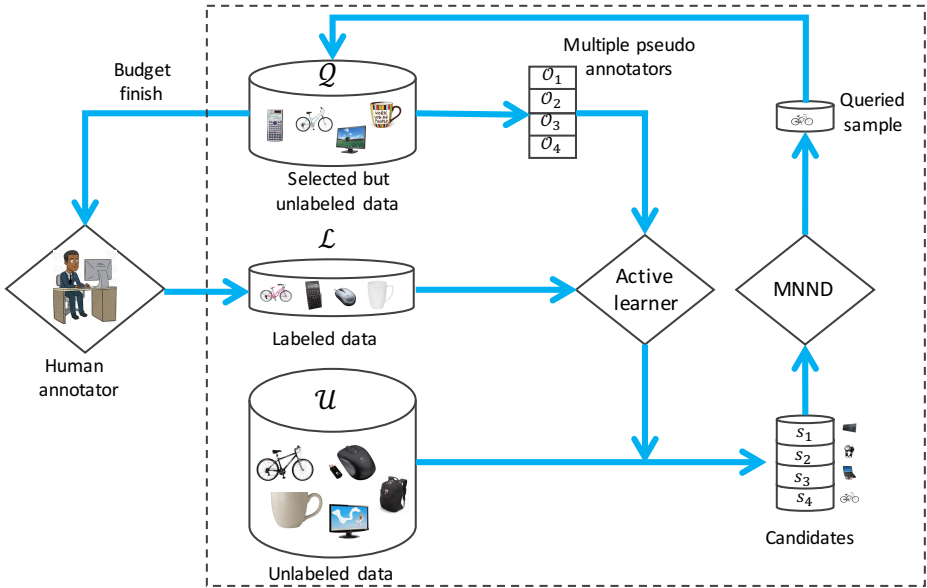 Budget
finish
Q
Selected but
unlabeled data
Multiple pseudo
annotators
O₁
O₂
O₃
O₄
Queried
sample
Human
annotator
L
Labeled data
Active
learner
MNND
U
Unlabeled data
s₁
s₂
s₃
s₄
Candidates